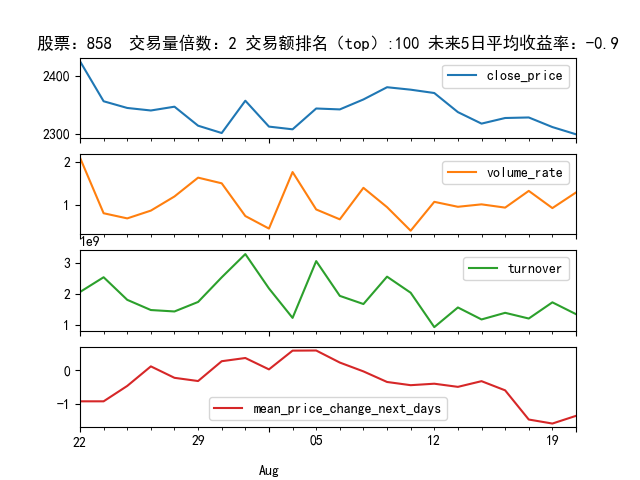 股票：858  交易量倍数：2 交易额排名（top）:100 未来5日平均收益率：-0.9
2400
2300
close_price
2
1
volume_rate
1e9
3
2
1
turnover
0
−1
mean_price_change_next_days
22 29 05 12 19
Aug